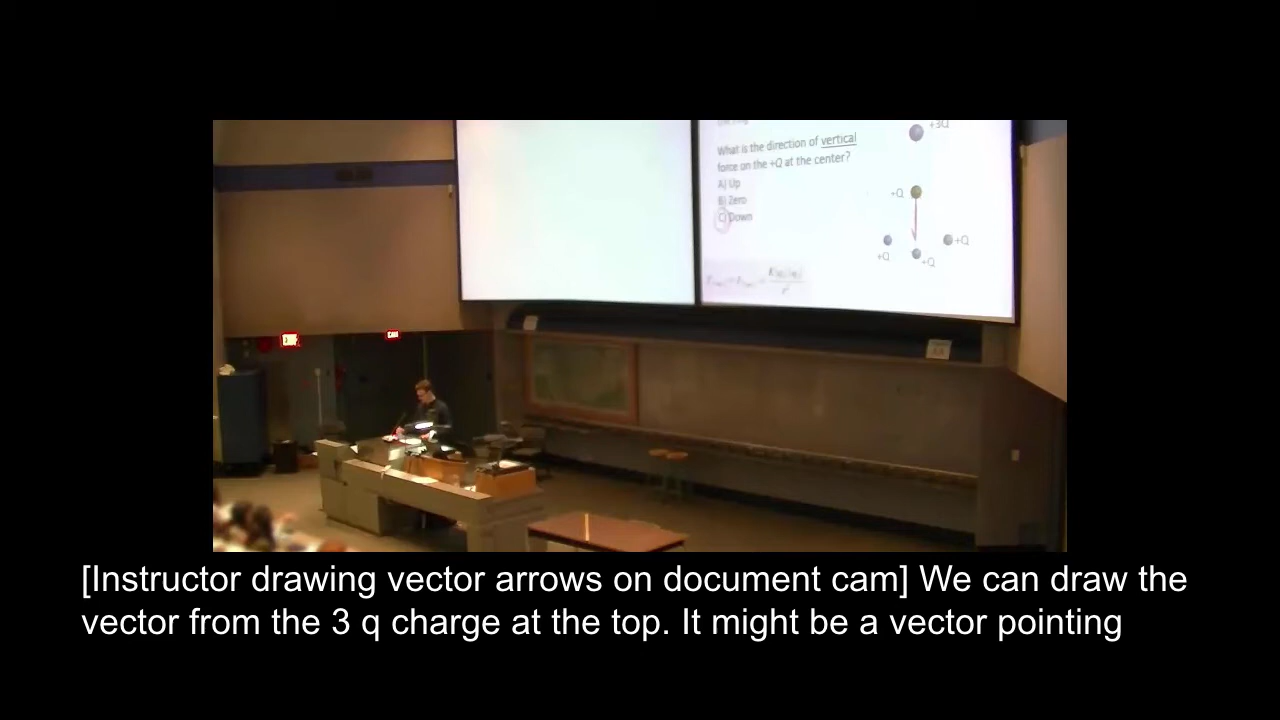 +3Q
What is the direction of vertical
force on the +Q at the center?
A) Up
B) Zero
C) Down
+Q
+Q
+Q
+Q
[Instructor drawing vector arrows on document cam] We can draw the
vector from the 3 q charge at the top. It might be a vector pointing